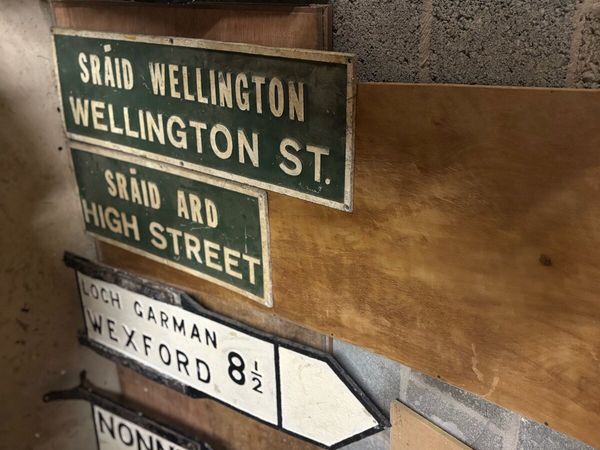 SRÁID WELLINGTON
WELLINGTON ST.
SRÁID ARD
HIGH STREET
LOCH GARMAN
WEXFORD 8½